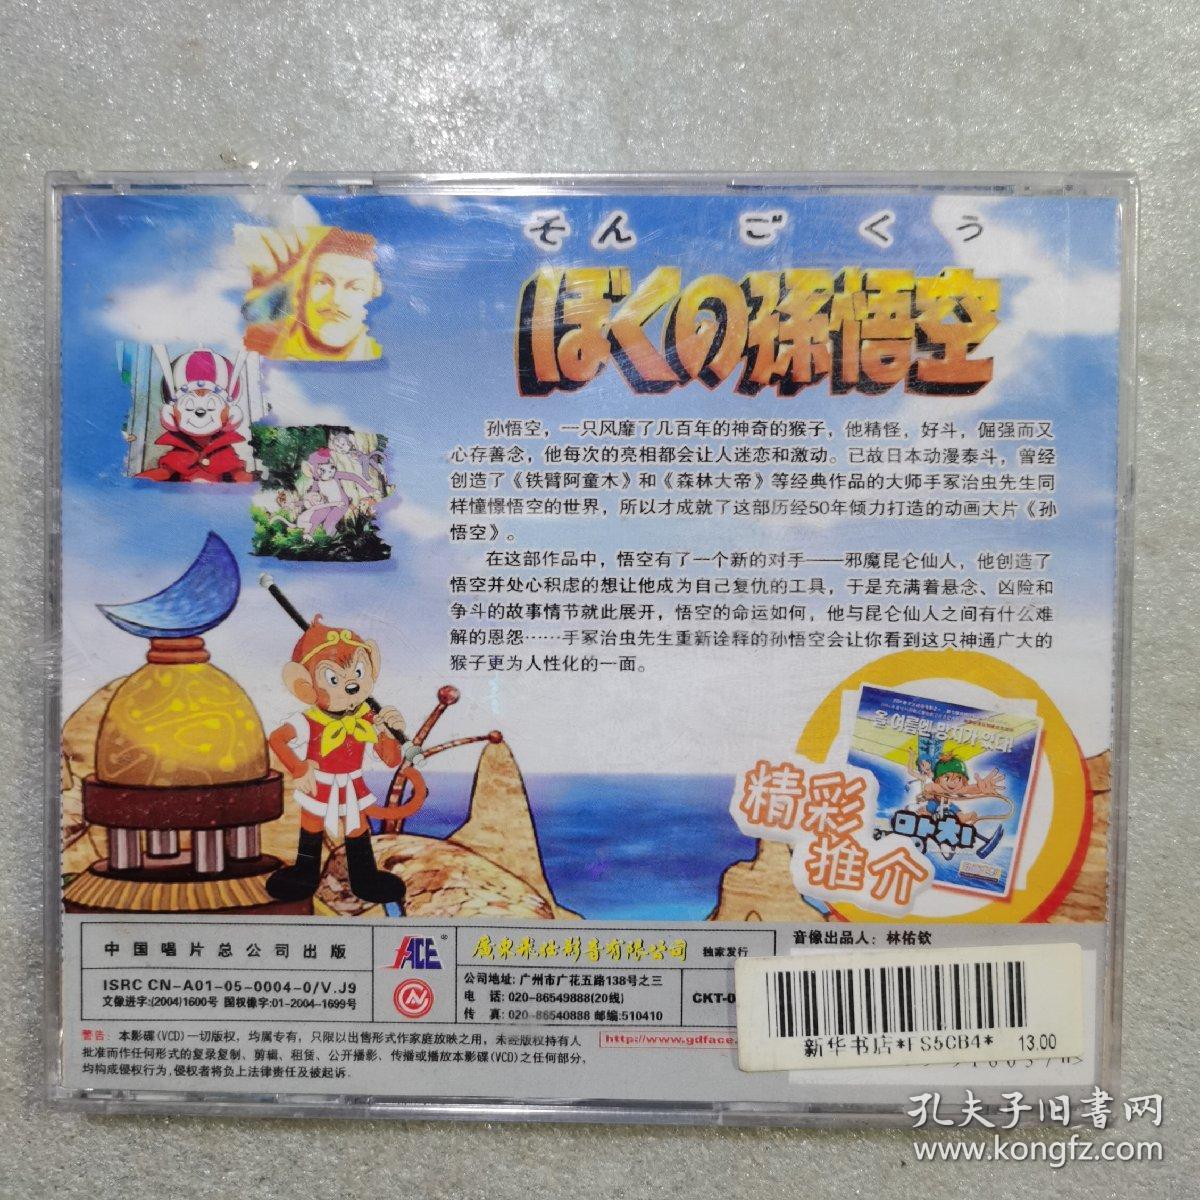 そんごくう
ぼくの孫悟空
孙悟空，一只风靡了几百年的神奇的猴子，他精怪，好斗，倔强而又
心存善念，他每次的亮相都会让人迷恋和激动。已故日本动漫泰斗，曾经
创造了《铁臂阿童木》和《森林大帝》等经典作品的大师手冢治虫先生同
样憧憬悟空的世界，所以才成就了这部历经50年倾力打造的动画大片《孙
悟空》。
在这部作品中，悟空有了一个新的对手——邪魔昆仑仙人，他创造了
悟空并处心积虑的想让他成为自己复仇的工具，于是充满着悬念、凶险和
争斗的故事情节就此展开，悟空的命运如何，他与昆仑仙人之间有什么难
解的恩怨……手冢治虫先生重新诠释的孙悟空会让你看到这只神通广大的
猴子更为人性化的一面。
올 여름엔 망치가 있다!
망치
精彩
推介
中国唱片总公司出版
ISRC CN-A01-05-0004-0/V.J9
文像进字:(2004)1600号 国权像字:01-2004-1699号
ACE®
廣東飛仕影音有限公司 独家发行
公司地址: 广州市广花五路138号之三
电 话: 020-86549888(20线)
传 真: 020-86540888 邮编:510410
CKT-0
音像出品人：林佑钦
警告: 本影碟(VCD)一切版权，均属专有，只限以出售形式作家庭放映之用，未经版权持有人
批准而作任何形式的复录复制、剪辑、租赁、公开播影、传播或播放本影碟(VCD)之任何部分，
均构成侵权行为,侵权者将负上法律责任及被起诉.
http://www.gdface.
新华书店*FS5CB4* 13.00
孔夫子旧書网
www.kongfz.com